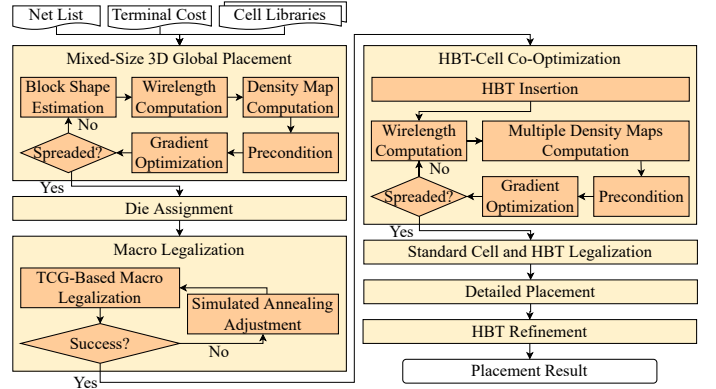 Net List
Terminal Cost
Cell Libraries
Mixed-Size 3D Global Placement
Block Shape
Estimation
Wirelength
Computation
Density Map
Computation
No
Spreaded?
Gradient
Optimization
Precondition
Yes
Die Assignment
Macro Legalization
TCG-Based Macro
Legalization
Simulated Annealing
Adjustment
Success?
No
Yes
HBT-Cell Co-Optimization
HBT Insertion
Wirelength
Computation
Multiple Density Maps
Computation
No
Spreaded?
Gradient
Optimization
Precondition
Yes
Standard Cell and HBT Legalization
Detailed Placement
HBT Refinement
Placement Result